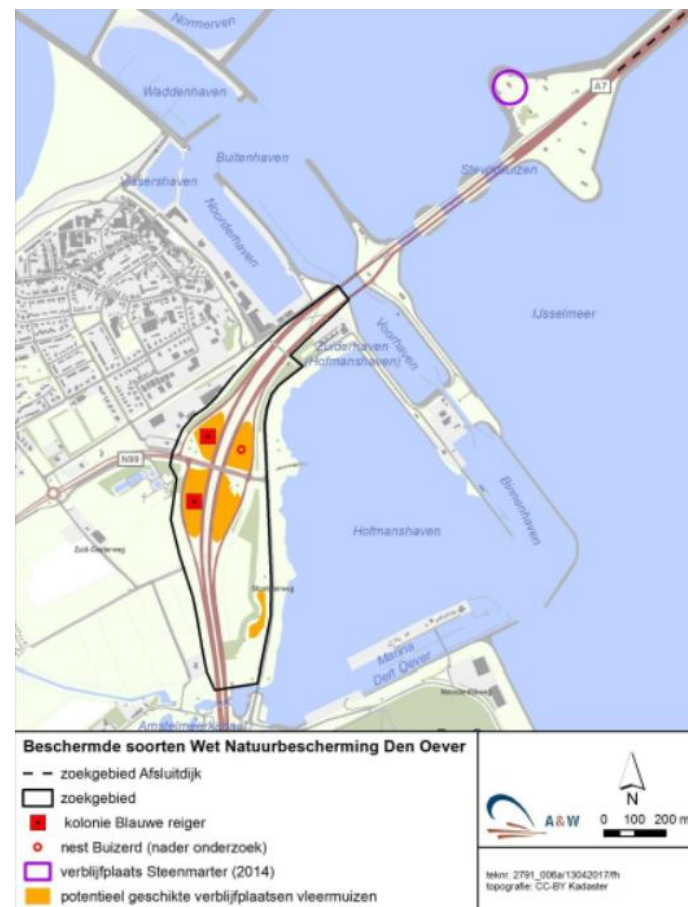 Normerven
Waddenhaven
A7
Buitenhaven
Vissershaven
Stevinsluizen
Noorderhaven
IJsselmeer
Voorhaven
Zuiderhaven
(Hofmanshaven)
N99
Binnenhaven
Hofmanshaven
Zuid-Oosterweg
Marina
Den Oever
Amstelmeerkanaal
Beschermde soorten Wet Natuurbescherming Den Oever
zoekgebied Afsluitdijk
zoekgebied
kolonie Blauwe reiger
nest Buizerd (nader onderzoek)
verblijfplaats Steenmarter (2014)
potentieel geschikte verblijfplaatsen vleermuizen
A&W
N
0 100 200 m
teknr. 2791_006a/13042017/fh
topografie: CC-BY Kadaster